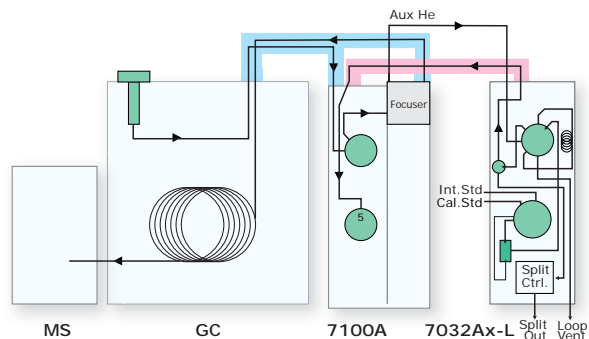 Aux He
Focuser
5
Int.Std
Cal.Std
Split
Ctrl.
MS
GC
7100A
7032Ax-L
Split
Out
Loop
Vent